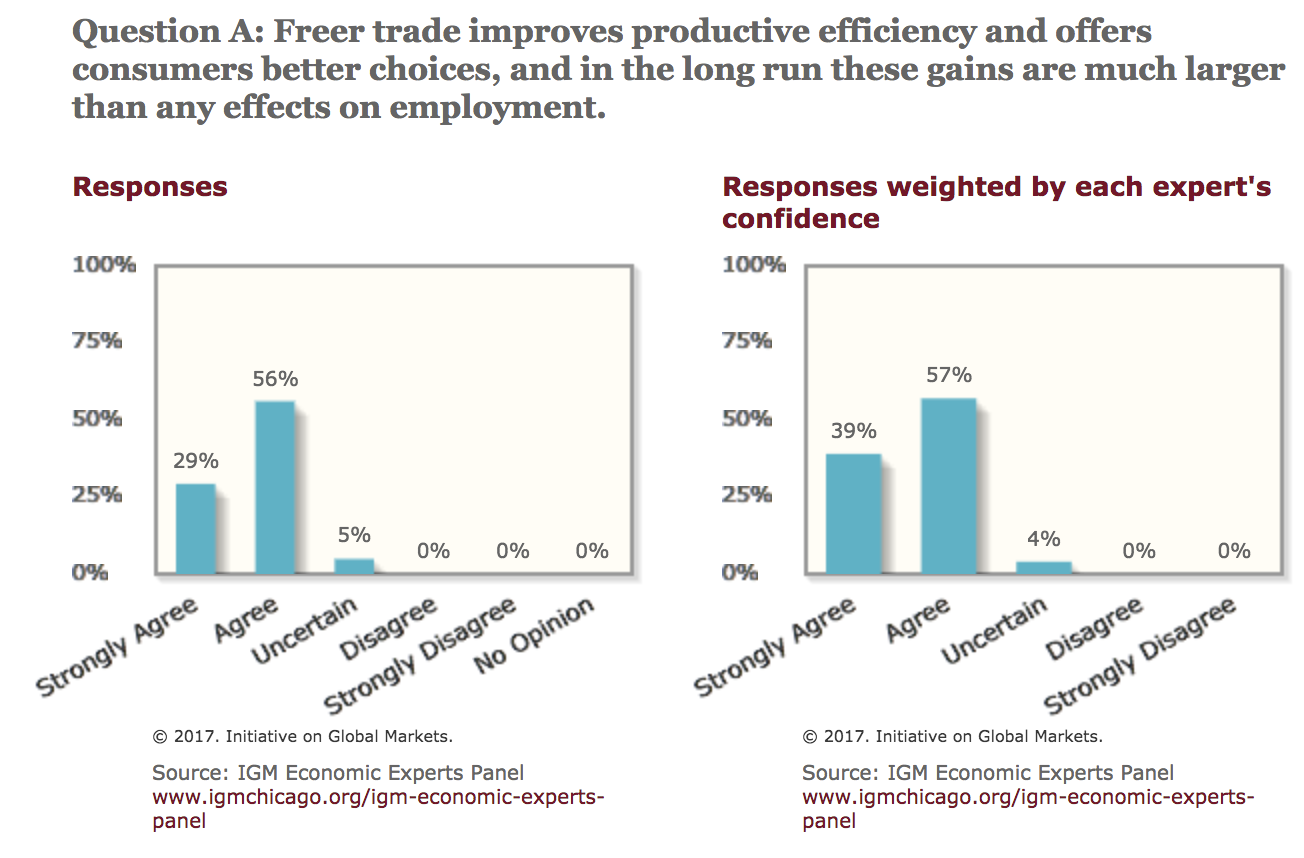 Question A: Freer trade improves productive efficiency and offers
consumers better choices, and in the long run these gains are much larger
than any effects on employment.
Responses
100%
75%
50%
25%
0%
29%
56%
5%
0%
0%
0%
Strongly Agree
Agree
Uncertain
Disagree
Strongly Disagree
No Opinion
© 2017. Initiative on Global Markets.
Source: IGM Economic Experts Panel
www.igmchicago.org/igm-economic-experts-
panel
Responses weighted by each expert's
confidence
100%
75%
50%
25%
0%
39%
57%
4%
0%
0%
Strongly Agree
Agree
Uncertain
Disagree
Strongly Disagree
© 2017. Initiative on Global Markets.
Source: IGM Economic Experts Panel
www.igmchicago.org/igm-economic-experts-
panel